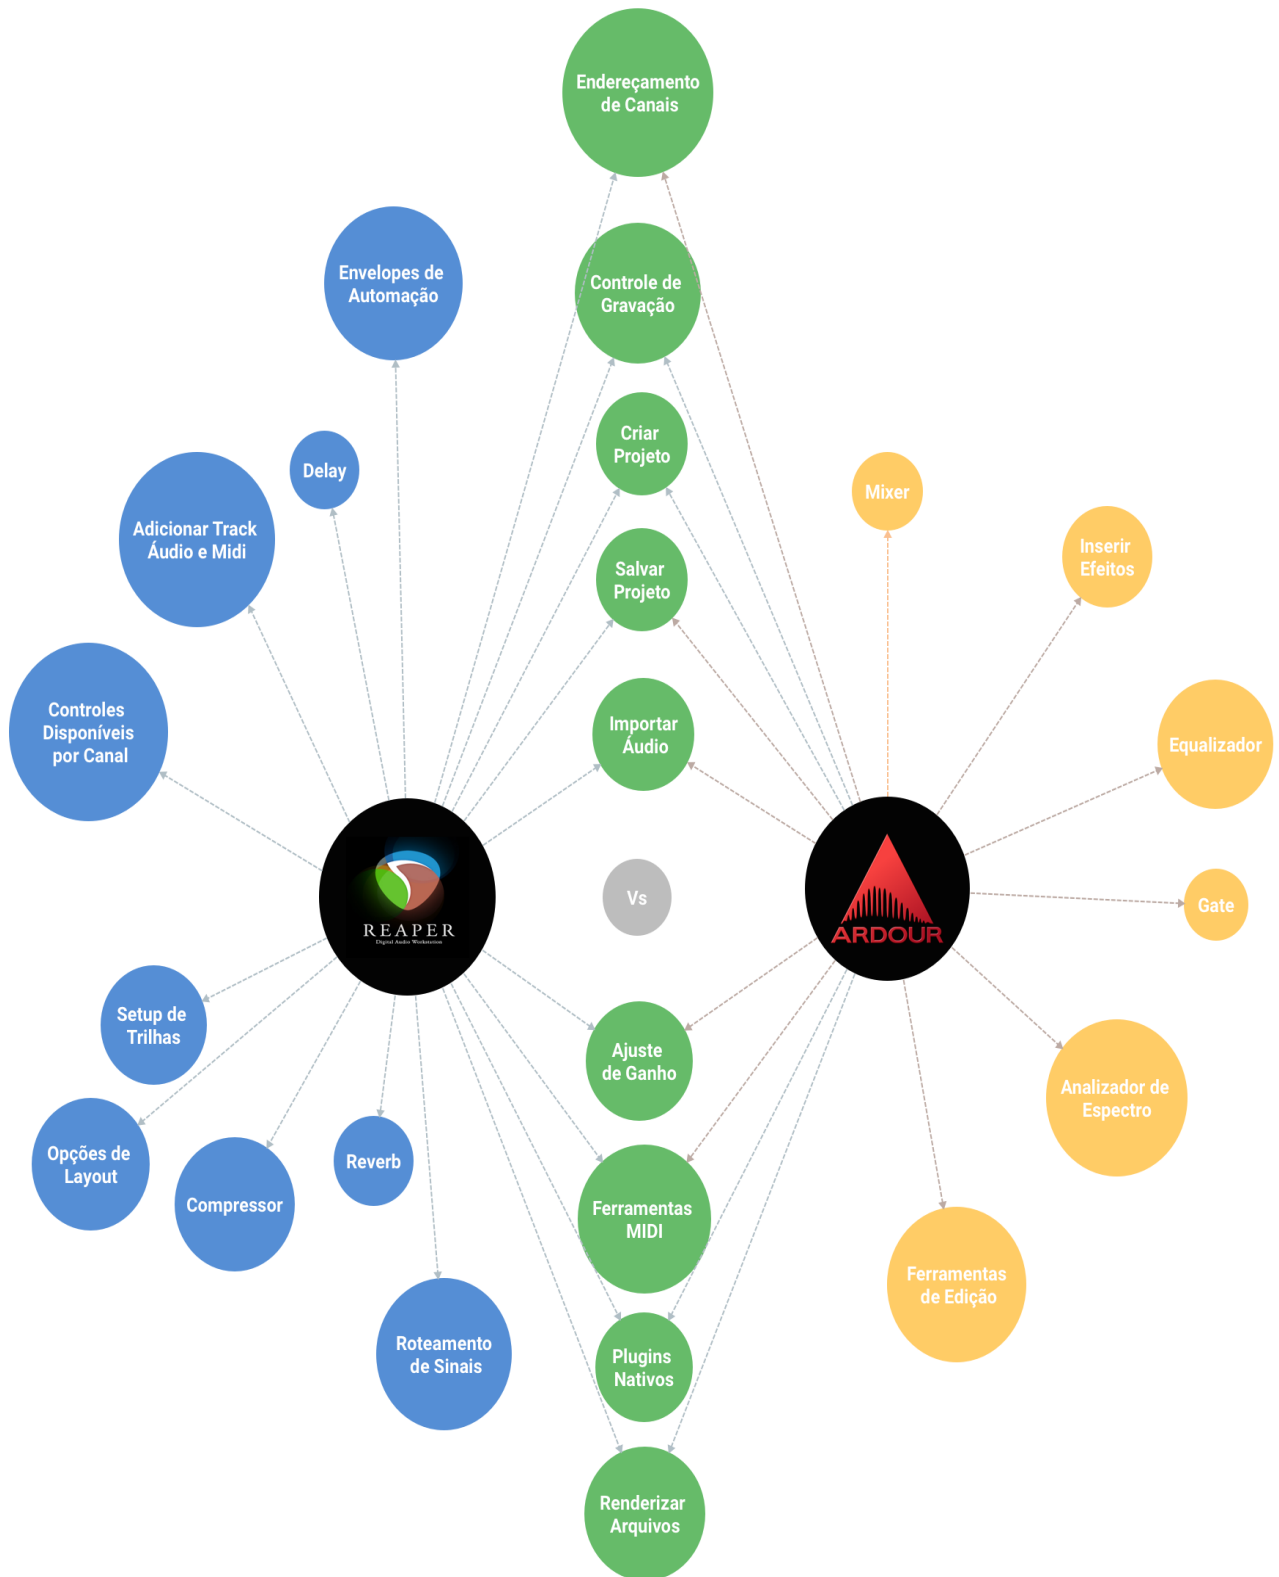 Endereçamento
de Canais
Envelopes de
Automação
Controle de
Gravação
Criar
Projeto
Delay
Mixer
Adicionar Track
Áudio e Midi
Inserir
Efeitos
Salvar
Projeto
Controles
Disponíveis
por Canal
Importar
Áudio
Equalizador
REAPER
Digital Audio Workstation
Vs
ARDOUR
Gate
Setup de
Trilhas
Ajuste
de Ganho
Analizador de
Espectro
Opções de
Layout
Compressor
Reverb
Ferramentas
MIDI
Ferramentas
de Edição
Roteamento
de Sinais
Plugins
Nativos
Renderizar
Arquivos